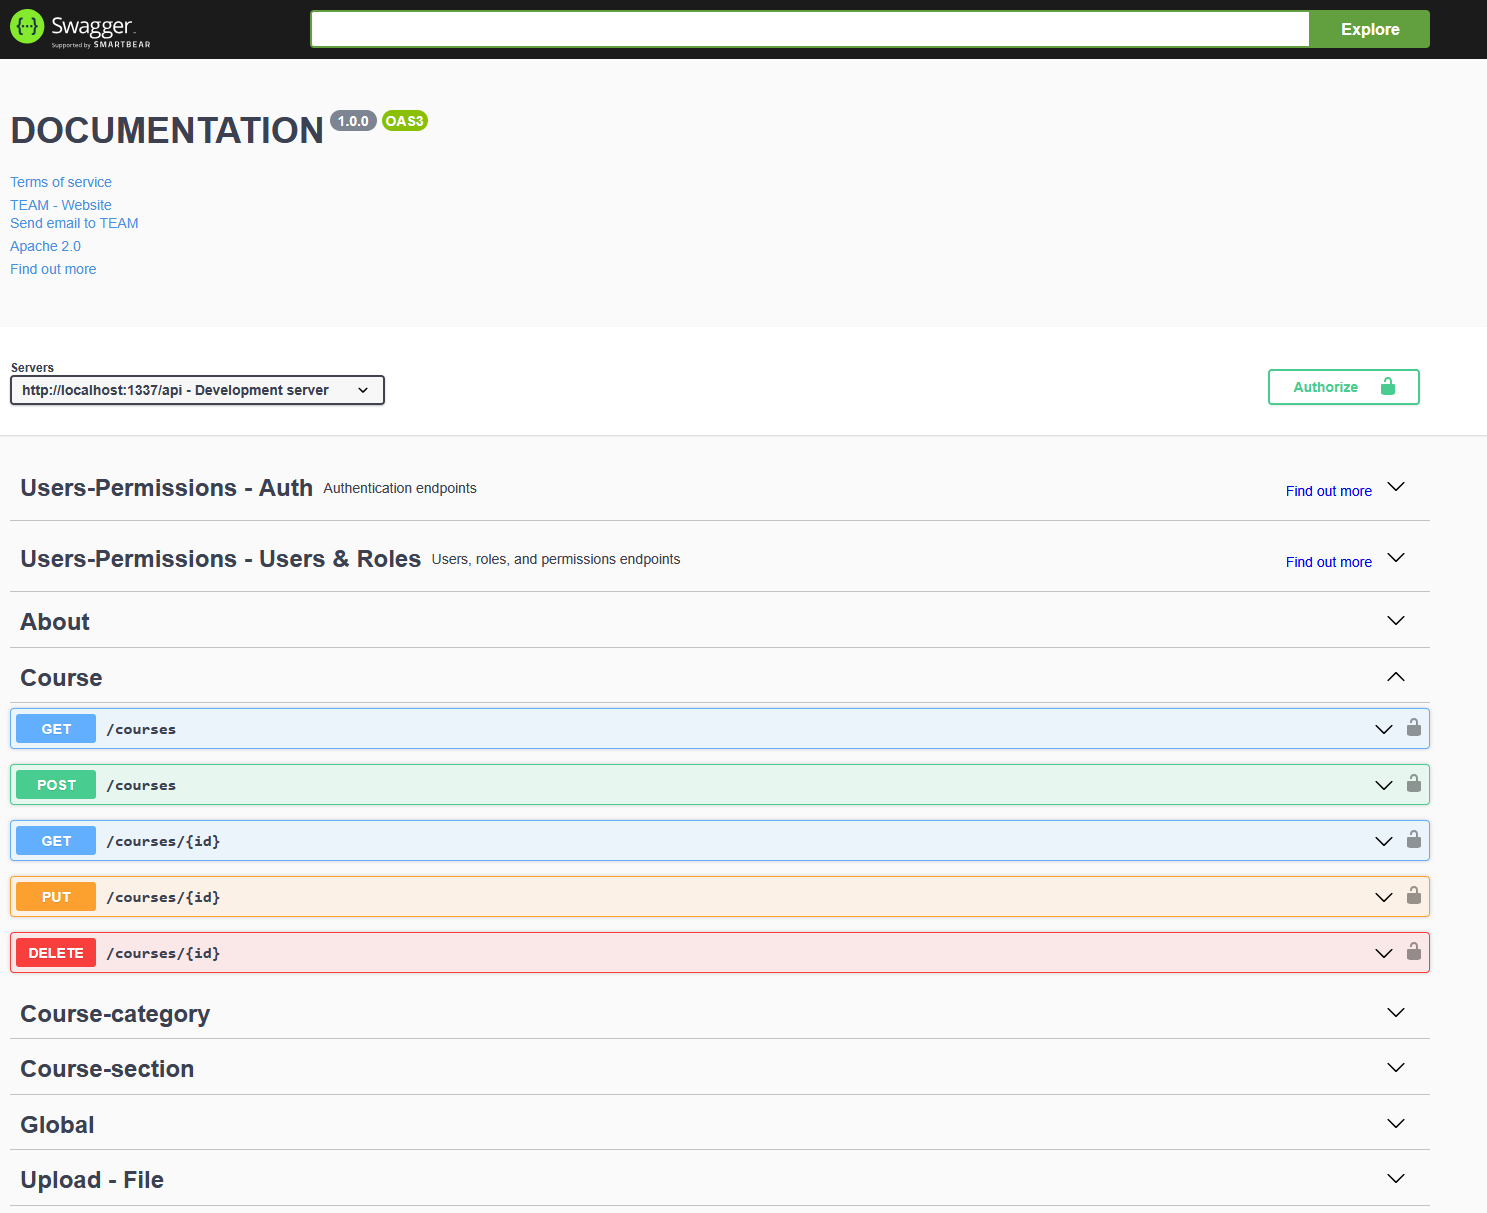 Swagger
Supported by SMARTBEAR
Explore
DOCUMENTATION 1.0.0 OAS3
Terms of service
TEAM - Website
Send email to TEAM
Apache 2.0
Find out more
Servers
http://localhost:1337/api - Development server
Authorize
Users-Permissions - Auth Authentication endpoints Find out more
Users-Permissions - Users & Roles Users, roles, and permissions endpoints Find out more
About
Course
GET /courses
POST /courses
GET /courses/{id}
PUT /courses/{id}
DELETE /courses/{id}
Course-category
Course-section
Global
Upload - File